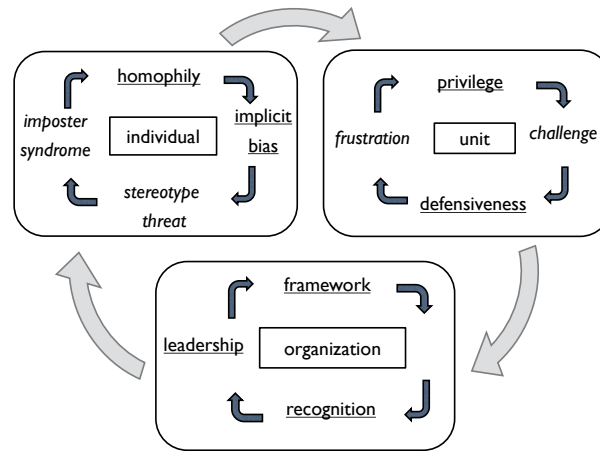 homophily
imposter
syndrome
individual
implicit
bias
stereotype
threat
privilege
frustration
unit
challenge
defensiveness
framework
leadership
organization
recognition